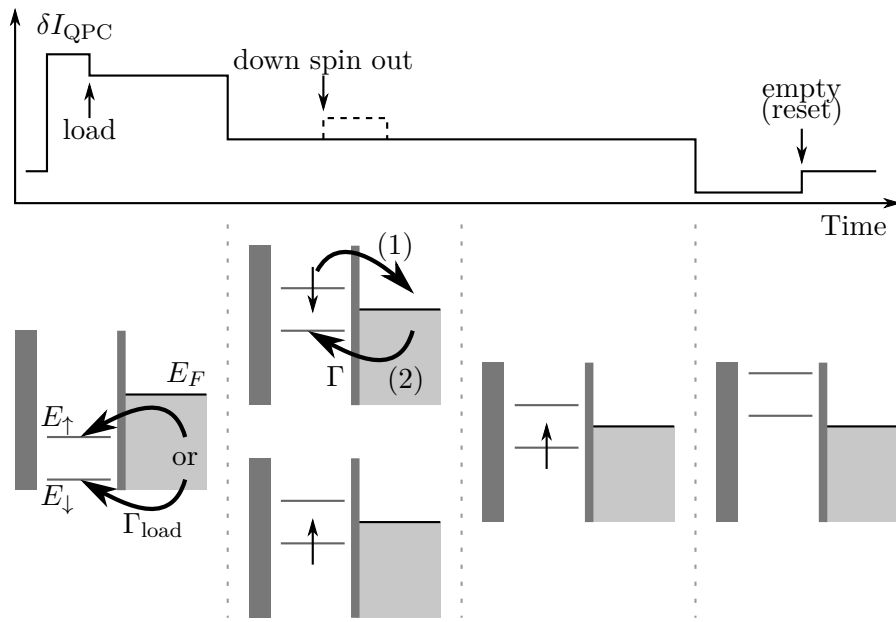 δI_QPC
down spin out
load
empty
(reset)
Time
(1)
Γ
(2)
E_F
E_↑
or
E_↓
Γ_load